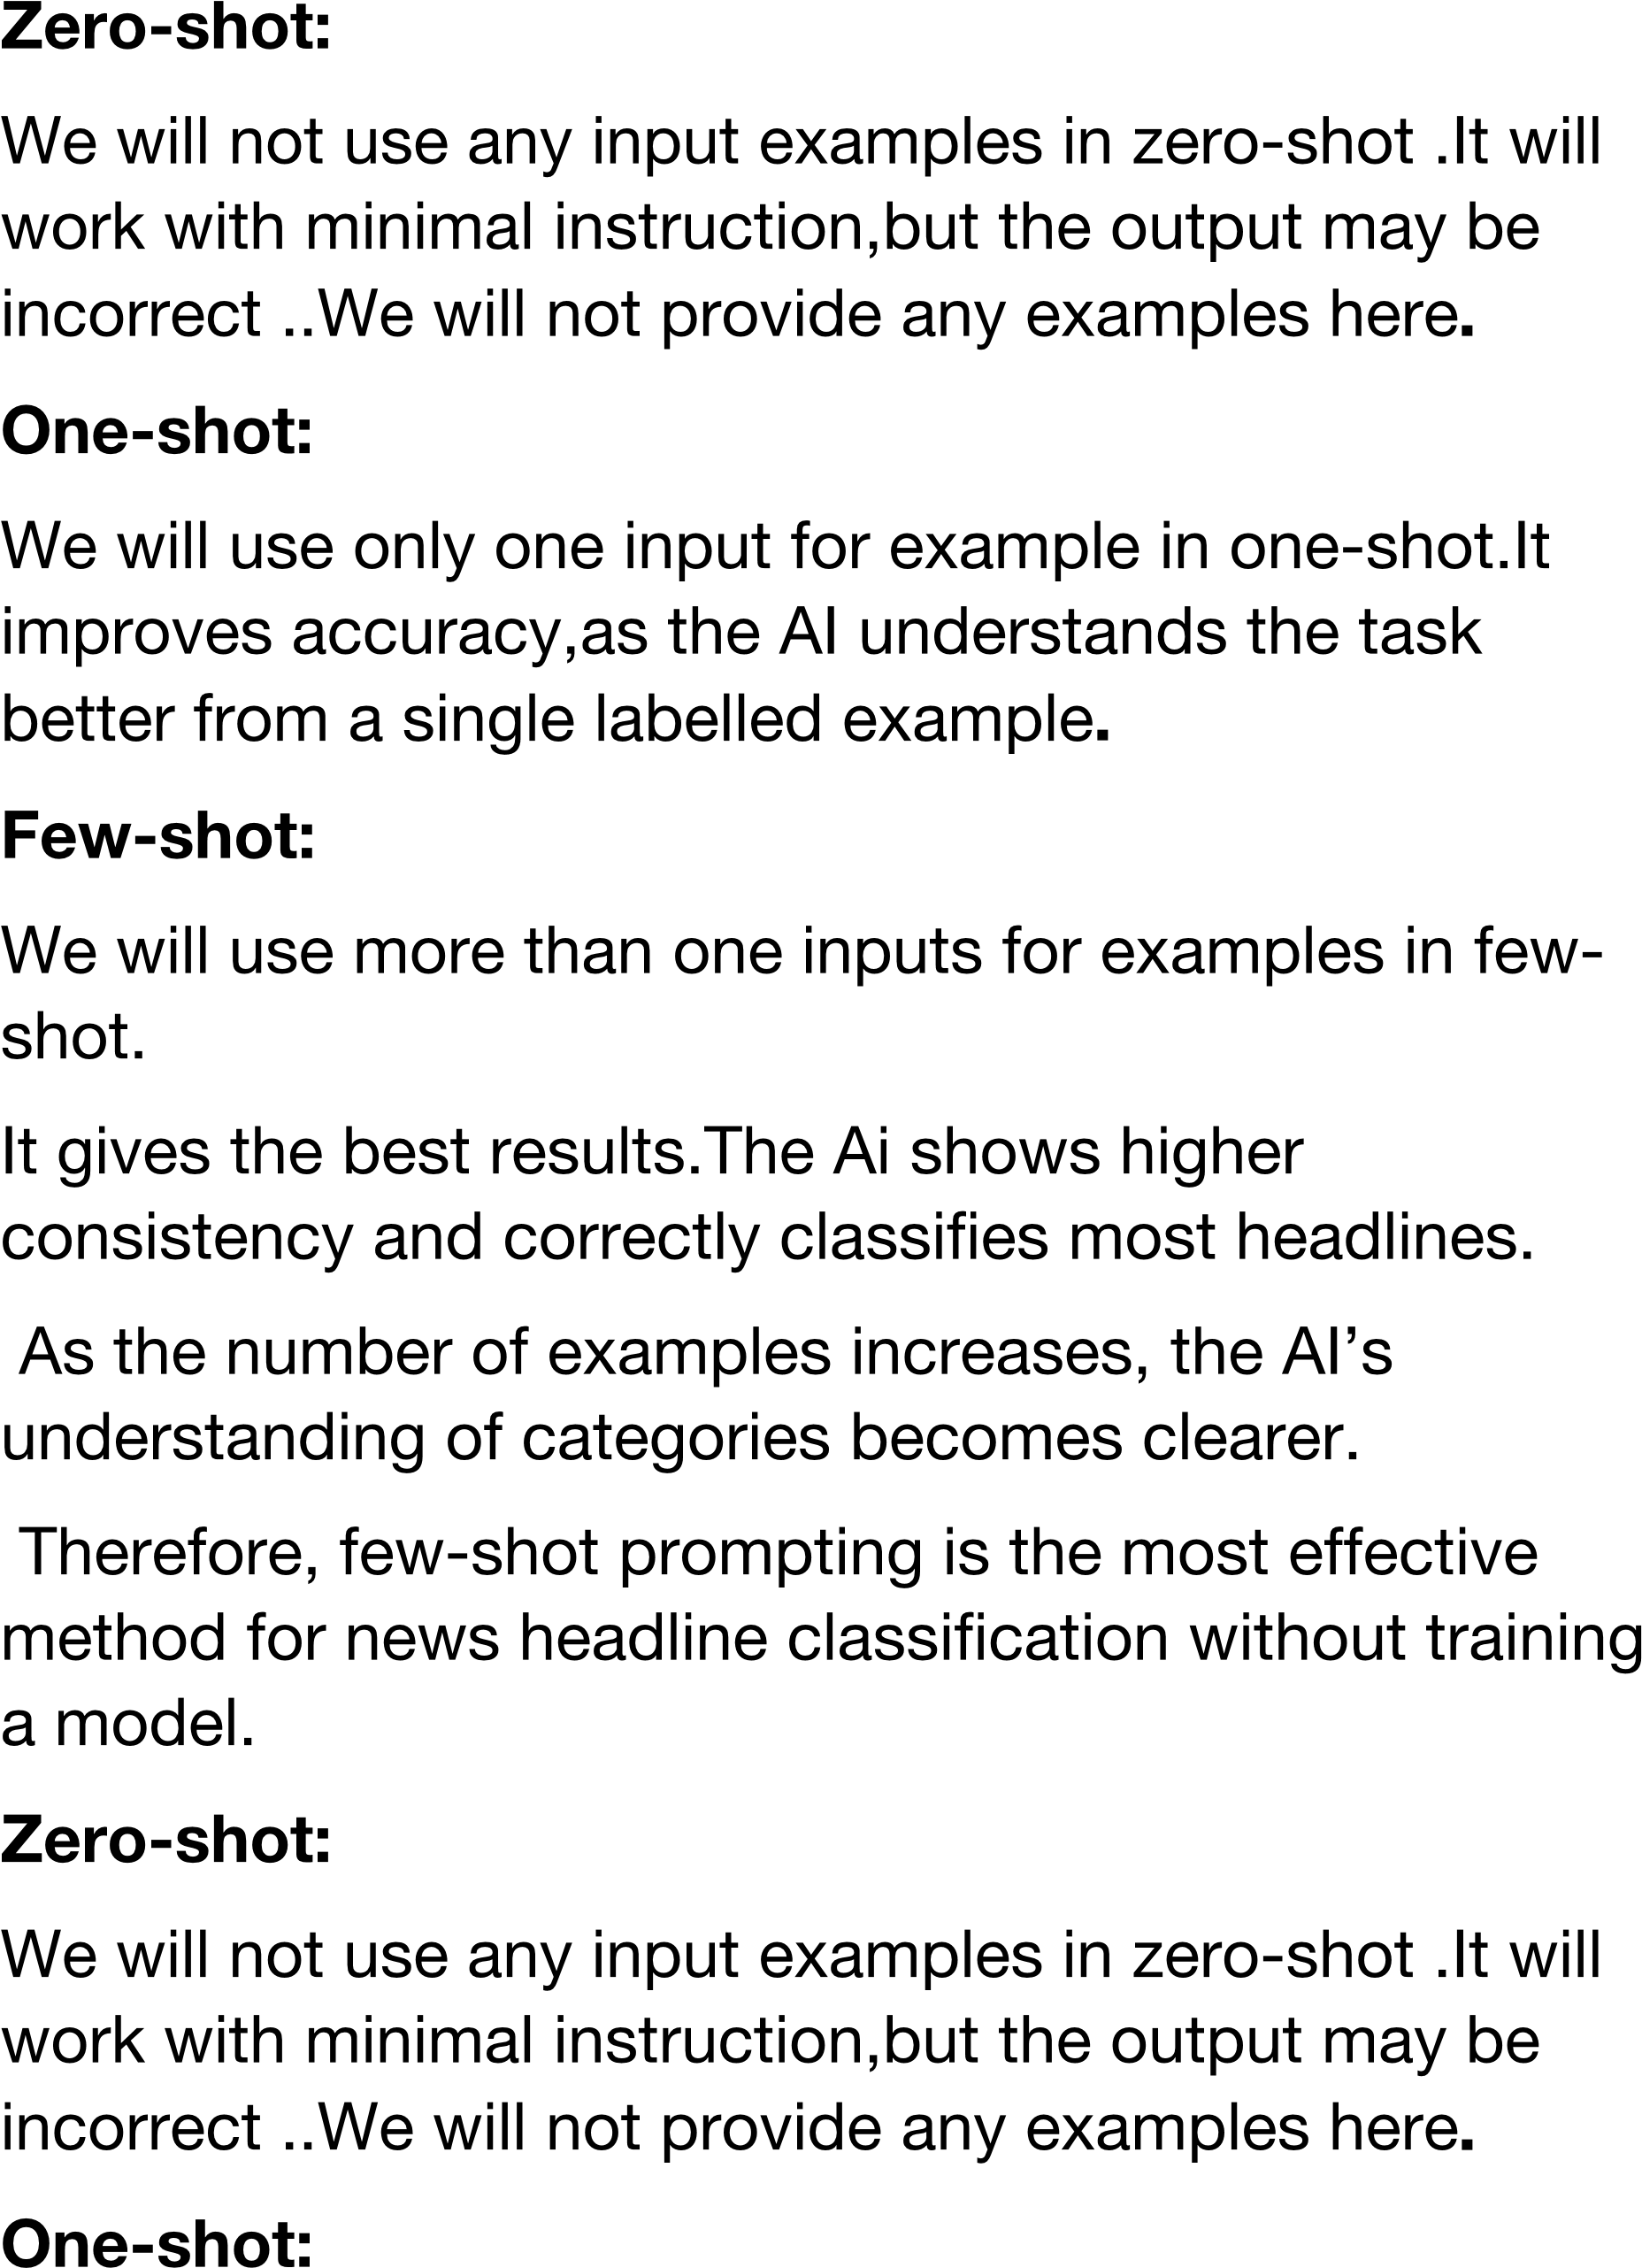 Zero-shot:
We will not use any input examples in zero-shot .It will
work with minimal instruction,but the output may be
incorrect ..We will not provide any examples here.
One-shot:
We will use only one input for example in one-shot.It
improves accuracy,as the AI understands the task
better from a single labelled example.
Few-shot:
We will use more than one inputs for examples in few-
shot.
It gives the best results.The Ai shows higher
consistency and correctly classifies most headlines.
As the number of examples increases, the AI’s
understanding of categories becomes clearer.
Therefore, few-shot prompting is the most effective
method for news headline classification without training
a model.
Zero-shot:
We will not use any input examples in zero-shot .It will
work with minimal instruction,but the output may be
incorrect ..We will not provide any examples here.
One-shot: